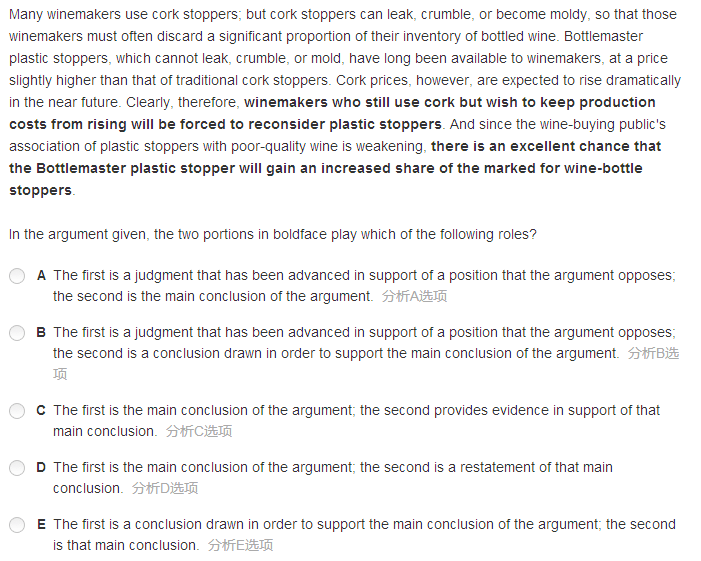 Many winemakers use cork stoppers; but cork stoppers can leak, crumble, or become moldy, so that those
winemakers must often discard a significant proportion of their inventory of bottled wine. Bottlemaster
plastic stoppers, which cannot leak, crumble, or mold, have long been available to winemakers, at a price
slightly higher than that of traditional cork stoppers. Cork prices, however, are expected to rise dramatically
in the near future. Clearly, therefore, winemakers who still use cork but wish to keep production
costs from rising will be forced to reconsider plastic stoppers. And since the wine-buying public's
association of plastic stoppers with poor-quality wine is weakening, there is an excellent chance that
the Bottlemaster plastic stopper will gain an increased share of the marked for wine-bottle
stoppers.
In the argument given, the two portions in boldface play which of the following roles?
A The first is a judgment that has been advanced in support of a position that the argument opposes;
the second is the main conclusion of the argument. 分析A选项
B The first is a judgment that has been advanced in support of a position that the argument opposes;
the second is a conclusion drawn in order to support the main conclusion of the argument. 分析B选
项
C The first is the main conclusion of the argument; the second provides evidence in support of that
main conclusion. 分析C选项
D The first is the main conclusion of the argument; the second is a restatement of that main
conclusion. 分析D选项
E The first is a conclusion drawn in order to support the main conclusion of the argument; the second
is that main conclusion. 分析E选项